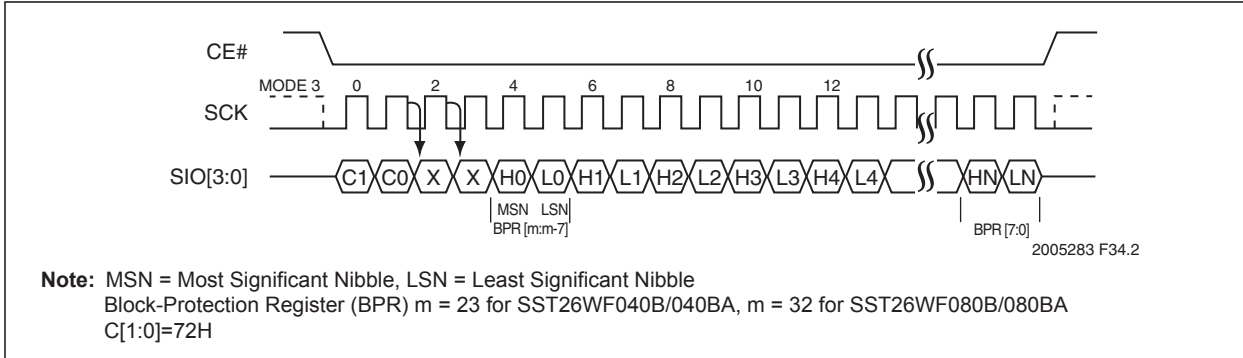 CE#
MODE 3 0 2 4 6 8 10 12
SCK
SIO[3:0] C1 C0 X X H0 L0 H1 L1 H2 L2 H3 L3 H4 L4 HN LN
MSN LSN
BPR [m:m-7] BPR [7:0]
2005283 F34.2
Note: MSN = Most Significant Nibble, LSN = Least Significant Nibble
Block-Protection Register (BPR) m = 23 for SST26WF040B/040BA, m = 32 for SST26WF080B/080BA
C[1:0]=72H